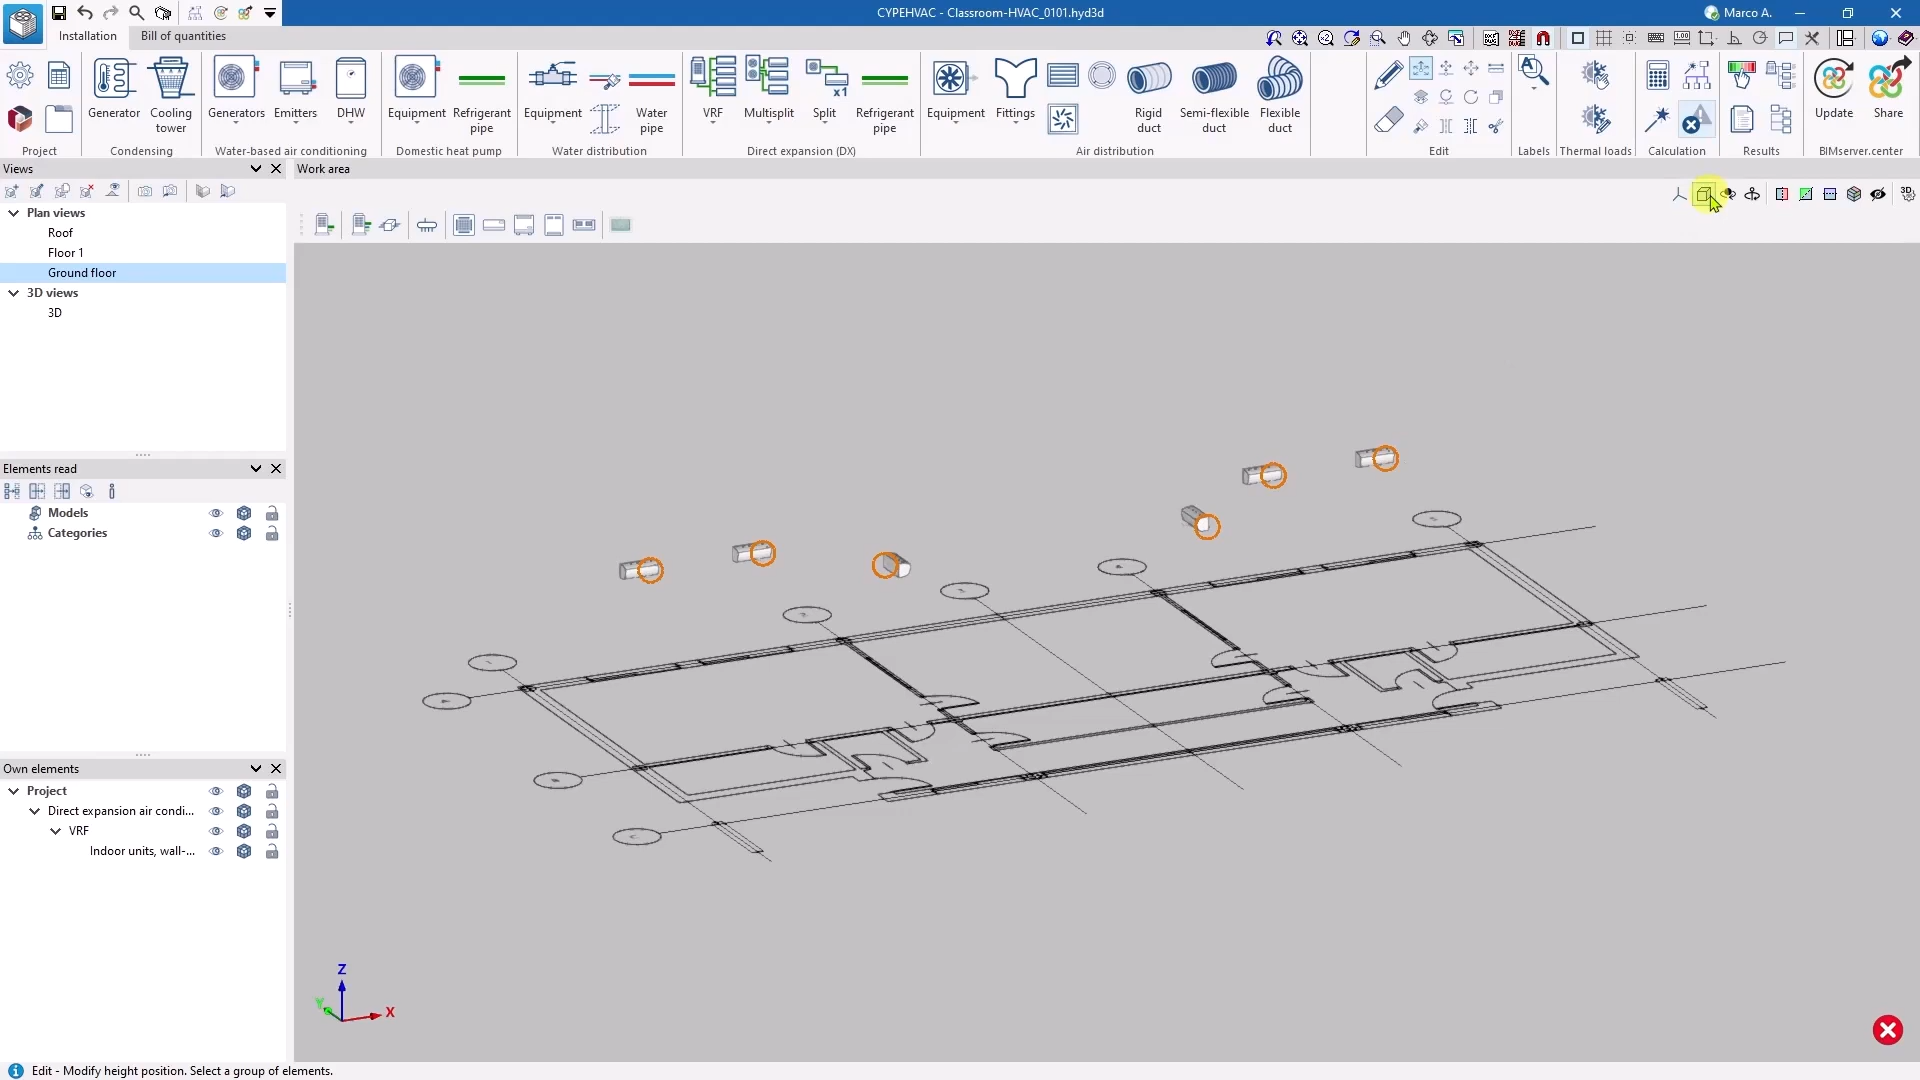 CYPEHVAC - Classroom-HVAC_0101.hyd3d
Marco A.
Installation
Bill of quantities
Generator
Cooling tower
Generators
Emitters
DHW
Equipment
Refrigerant pipe
Equipment
Water pipe
VRF
Multisplit
x1
Split
Refrigerant pipe
Equipment
Fittings
Rigid duct
Semi-flexible duct
Flexible duct
A
1.00
Update
Share
Project
Condensing
Water-based air conditioning
Domestic heat pump
Water distribution
Direct expansion (DX)
Air distribution
Edit
Labels
Thermal loads
Calculation
Results
BIMserver.center
Views
Work area
3D
Plan views
Roof
Floor 1
Ground floor
3D views
3D
Elements read
Models
Categories
Own elements
Project
Direct expansion air condi...
VRF
Indoor units, wall-...
Z
Y
X
Edit - Modify height position. Select a group of elements.